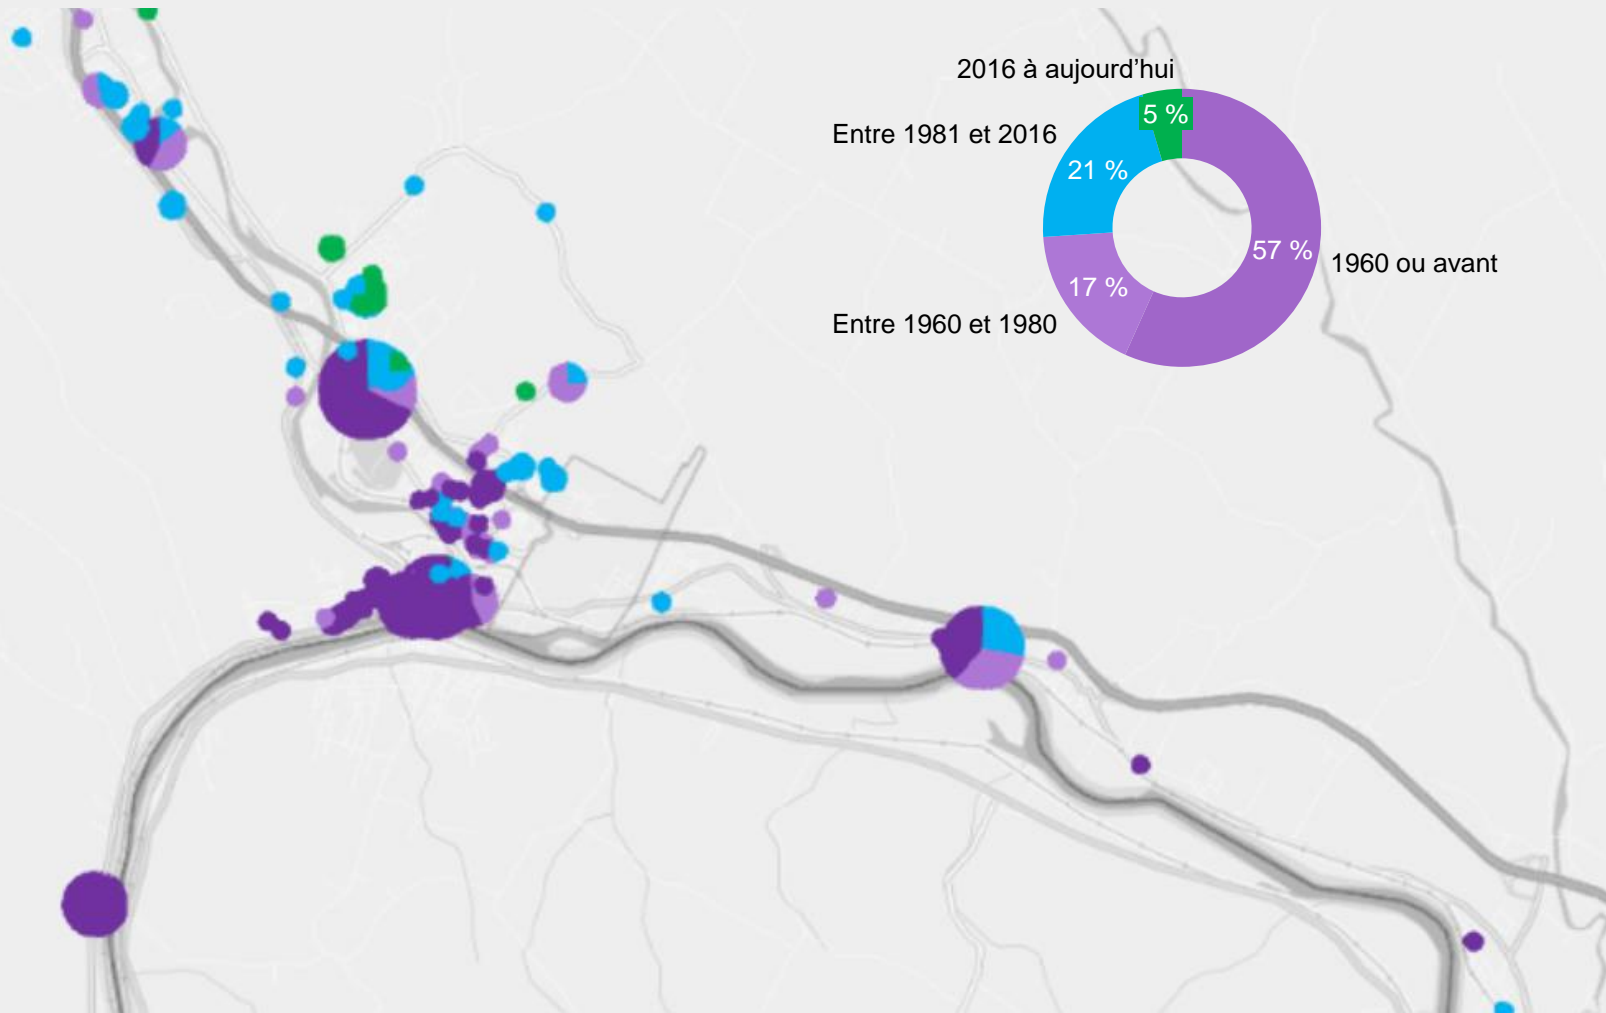 2016 à aujourd’hui
5 %
Entre 1981 et 2016
21 %
57 %
1960 ou avant
17 %
Entre 1960 et 1980